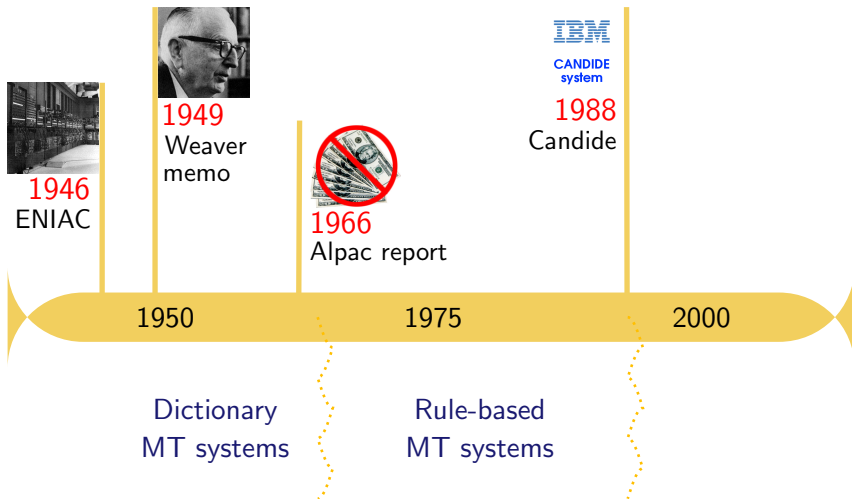 IBM
CANDIDE
system
1946
ENIAC
1949
Weaver
memo
1966
Alpac report
1988
Candide
1950
1975
2000
Dictionary
MT systems
Rule-based
MT systems